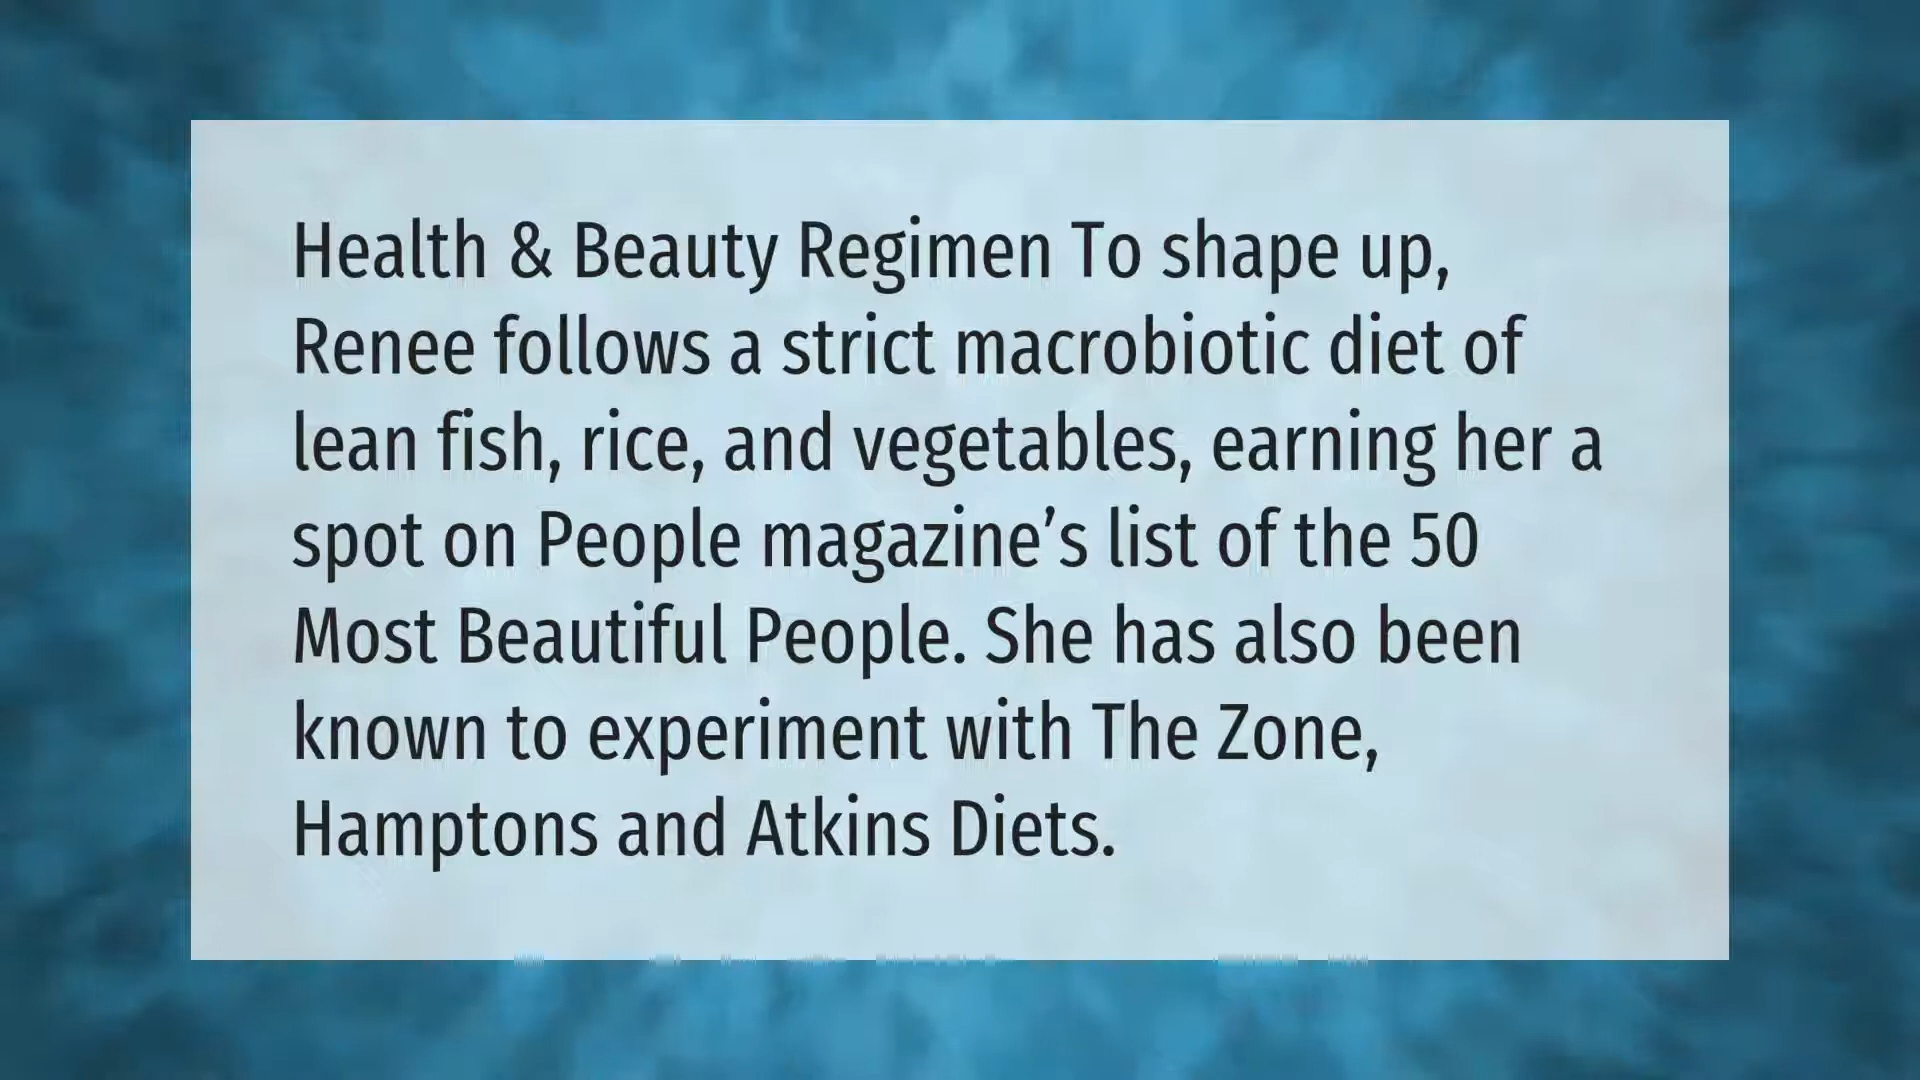 Health & Beauty Regimen To shape up,
Renee follows a strict macrobiotic diet of
lean fish, rice, and vegetables, earning her a
spot on People magazine’s list of the 50
Most Beautiful People. She has also been
known to experiment with The Zone,
Hamptons and Atkins Diets.